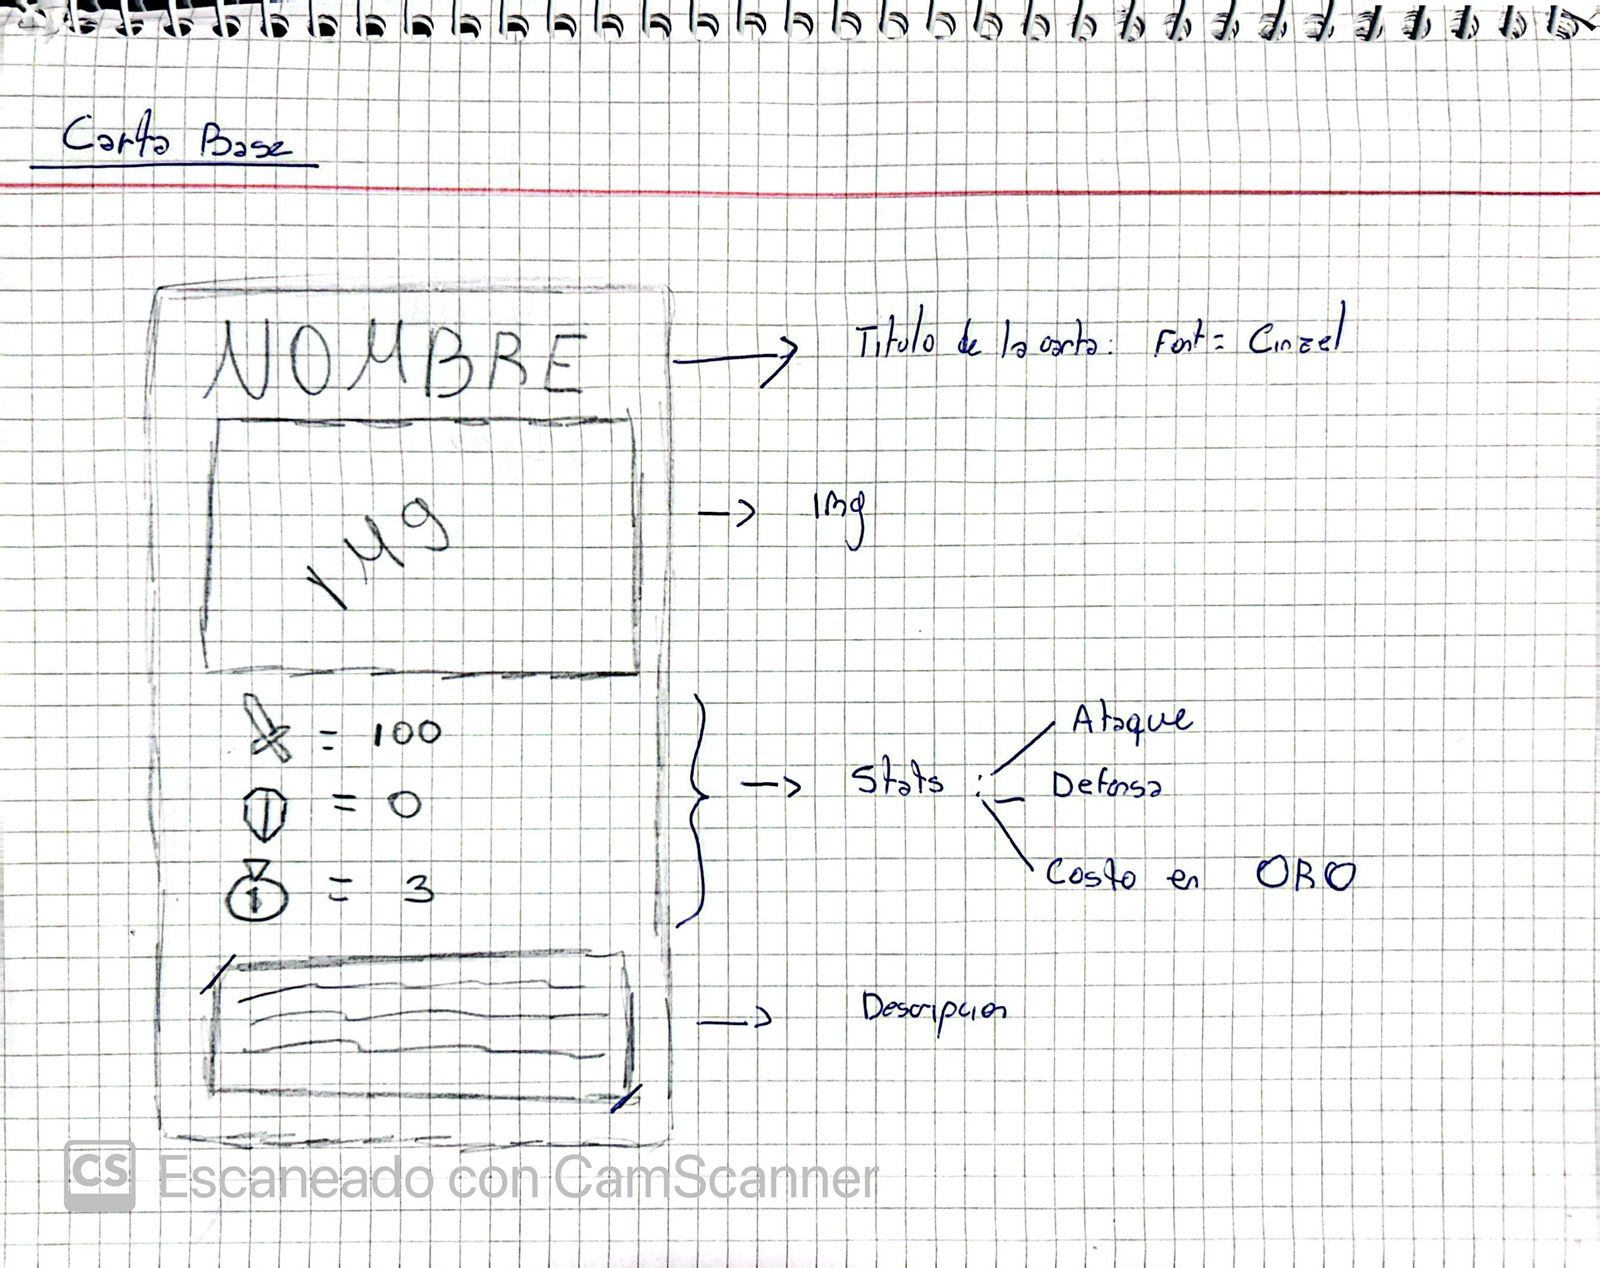 Carta Base
NOMBRE
Titulo de la carta: Font = Cinzel
IMg
IMg
= 100
= 0
1 = 3
Stats :
Ataque
Defensa
Costo en ORO
Descripcion
CS Escaneado con CamScanner